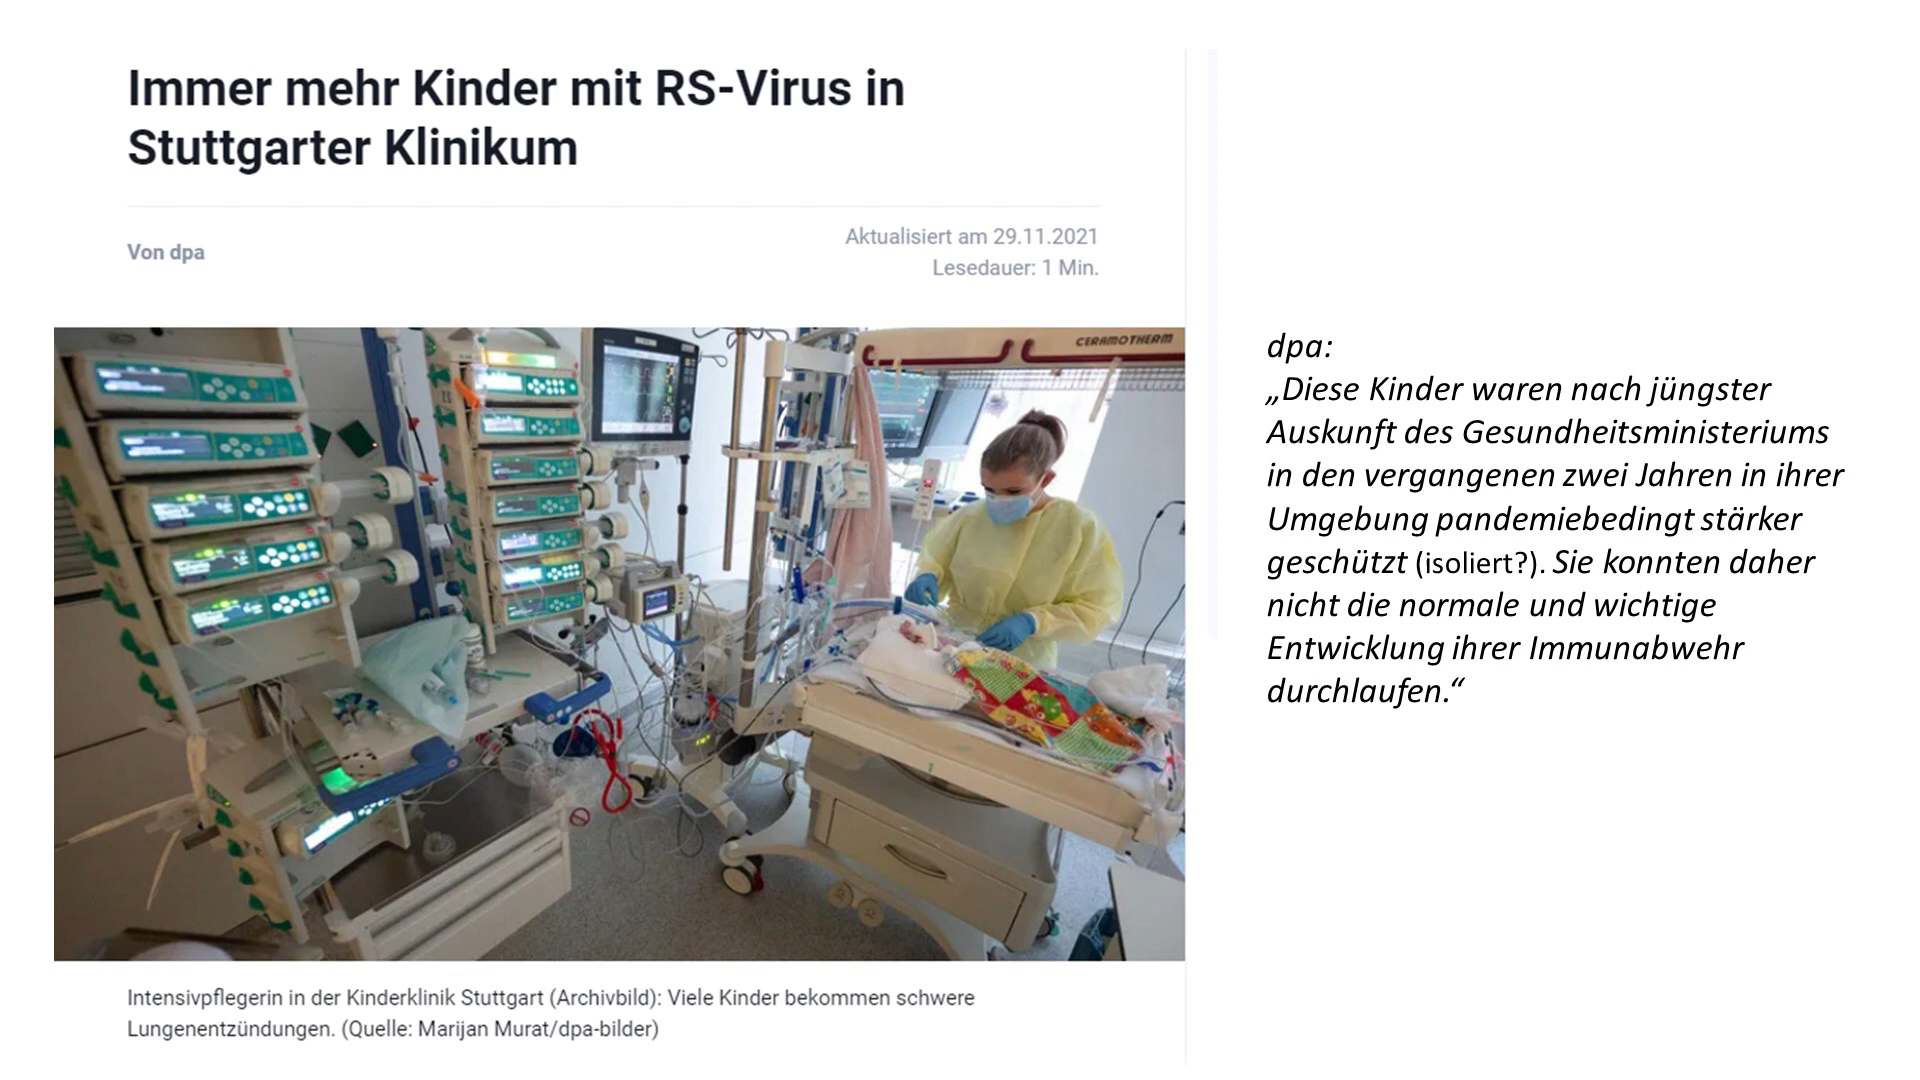 Immer mehr Kinder mit RS-Virus in
Stuttgarter Klinikum
Von dpa
Aktualisiert am 29.11.2021
Lesedauer: 1 Min.
CERAMOTHERM
Intensivpflegerin in der Kinderklinik Stuttgart (Archivbild): Viele Kinder bekommen schwere
Lungenentzündungen. (Quelle: Marijan Murat/dpa-bilder)
dpa:
„Diese Kinder waren nach jüngster
Auskunft des Gesundheitsministeriums
in den vergangenen zwei Jahren in ihrer
Umgebung pandemiebedingt stärker
geschützt (isoliert?). Sie konnten daher
nicht die normale und wichtige
Entwicklung ihrer Immunabwehr
durchlaufen.“